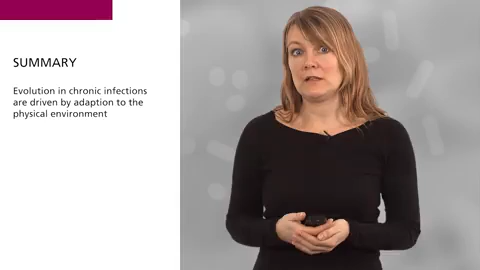 SUMMARY
Evolution in chronic infections
are driven by adaption to the
physical environment